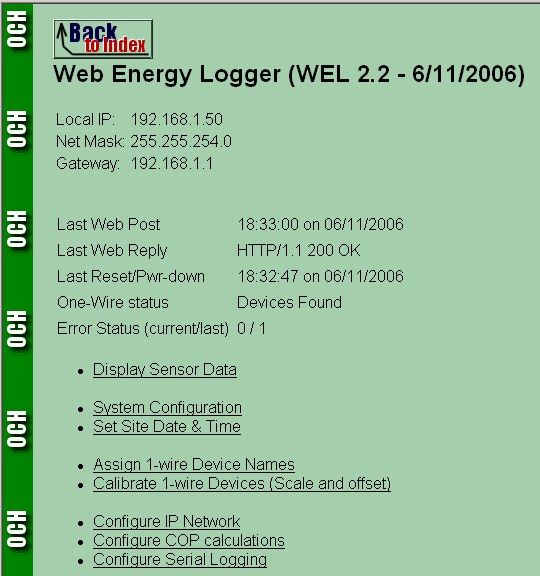 Back
to Index
Web Energy Logger (WEL 2.2 - 6/11/2006)
Local IP: 192.168.1.50
Net Mask: 255.255.254.0
Gateway: 192.168.1.1
Last Web Post 18:33:00 on 06/11/2006
Last Web Reply HTTP/1.1 200 OK
Last Reset/Pwr-down 18:32:47 on 06/11/2006
One-Wire status Devices Found
Error Status (current/last) 0 / 1
Display Sensor Data
System Configuration
Set Site Date & Time
Assign 1-wire Device Names
Calibrate 1-wire Devices (Scale and offset)
Configure IP Network
Configure COP calculations
Configure Serial Logging
OCH
OCH
OCH
OCH
OCH
OCH